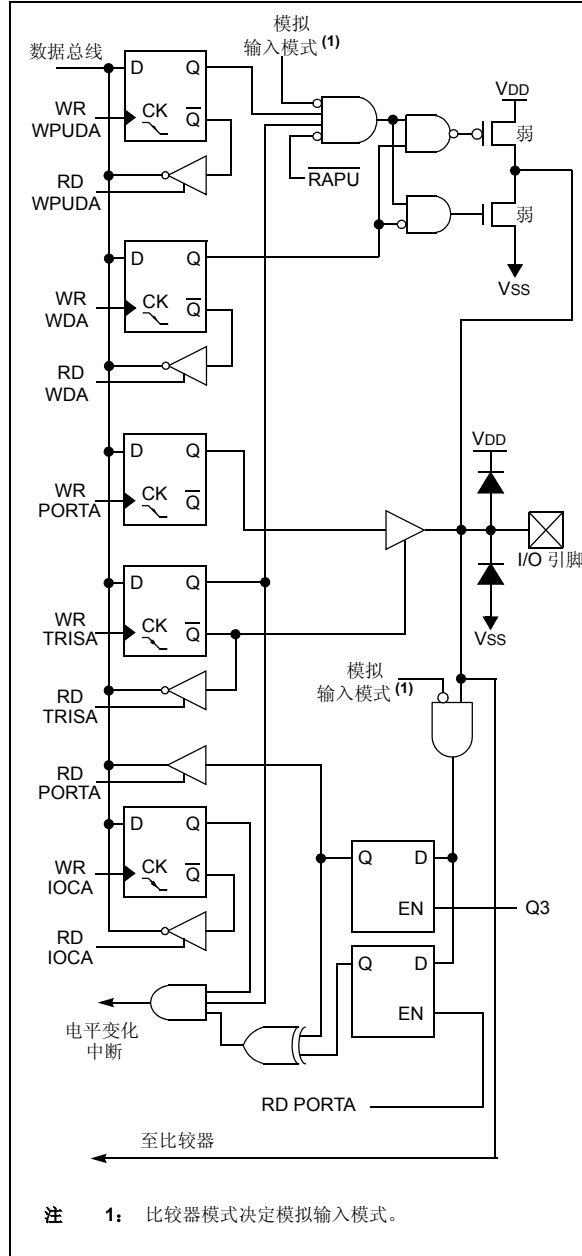 模拟
输入模式 (1)
数据总线
D Q
VDD
WR
WPUDA
CK
Q
弱
RD
WPUDA
RAPU
弱
D Q
VSS
WR
WDA
CK
Q
RD
WDA
D Q
VDD
WR
PORTA
CK
Q
I/O 引脚
D Q
WR
TRISA
CK
Q
VSS
RD
TRISA
模拟
输入模式 (1)
RD
PORTA
D Q
WR
IOCA
CK
Q
Q D
EN
Q3
RD
IOCA
Q D
EN
电平变化
中断
RD PORTA
至比较器
注 1: 比较器模式决定模拟输入模式。